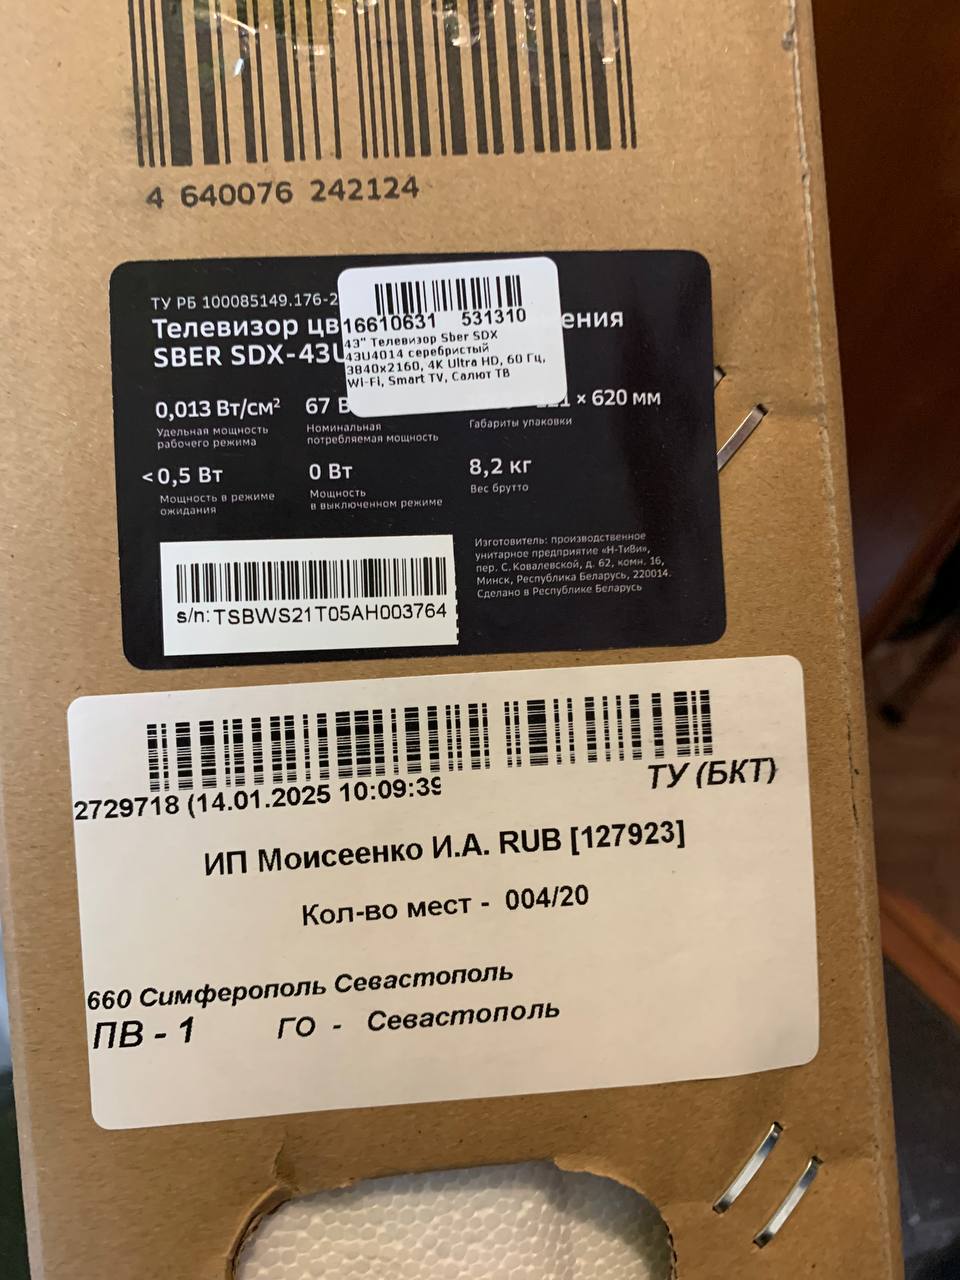 4 640076 242124
ТУ РБ 100085149.176-2
Телевизор цв ения
SBER SDX-43U
16610631 531310
43" Телевизор Sber SDX
43U4014 серебристый
3840x2160, 4K Ultra HD, 60 Гц,
Wi-Fi, Smart TV, Салют ТВ
0,013 Вт/см² 67 В × 620 мм
Удельная мощность
рабочего режима
Номинальная
потребляемая мощность
Габариты упаковки
<0,5 Вт 0 Вт 8,2 кг
Мощность в режиме
ожидания
Мощность
в выключенном режиме
Вес брутто
Изготовитель: производственное
унитарное предприятие «Н-ТиВи»,
пер. С.Ковалевской, д. 62, комн. 16,
Минск, Республика Беларусь, 220014.
Сделано в Республике Беларусь
s/n: TSBWS21T05AH003764
2729718 (14.01.2025 10:09:39
ТУ (БКТ)
ИП Моисеенко И.А. RUB [127923]
Кол-во мест - 004/20
660 Симферополь Севастополь
ПВ - 1 ГО - Севастополь